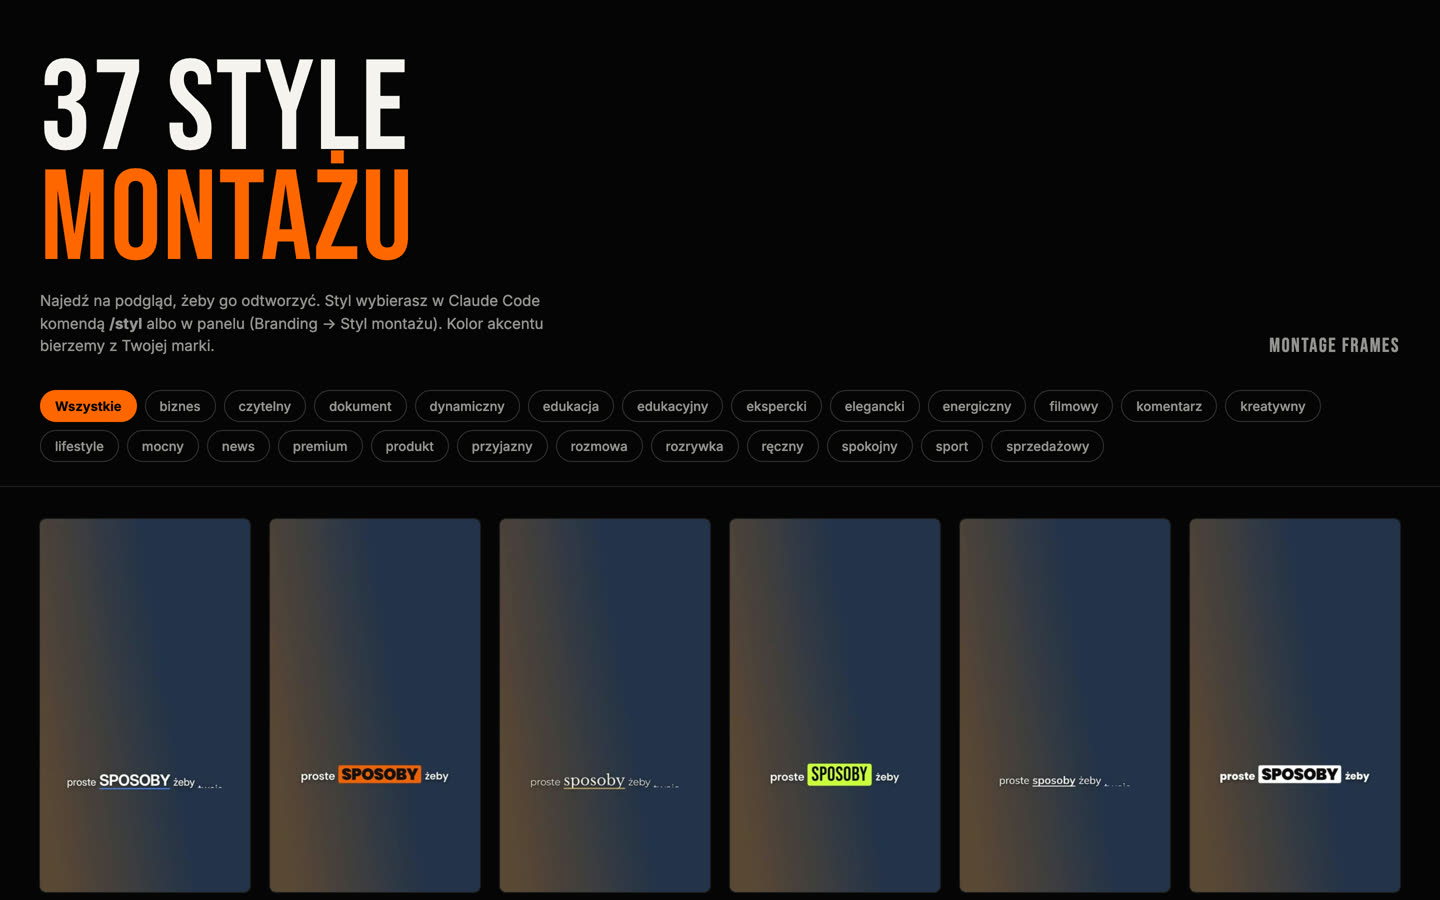 37 STYLE
MONTAŻU
Najedź na podgląd, żeby go odtworzyć. Styl wybierasz w Claude Code
komendą /styl albo w panelu (Branding → Styl montażu). Kolor akcentu
bierzemy z Twojej marki.
MONTAGE FRAMES
Wszystkie biznes czytelny dokument dynamiczny edukacja edukacyjny ekspercki elegancki energiczny filmowy komentarz kreatywny
lifestyle mocny news premium produkt przyjazny rozmowa rozrywka ręczny spokojny sport sprzedażowy
proste SPOSOBY żeby
proste SPOSOBY żeby
proste sposoby żeby
proste SPOSOBY żeby
proste sposoby żeby
proste SPOSOBY żeby